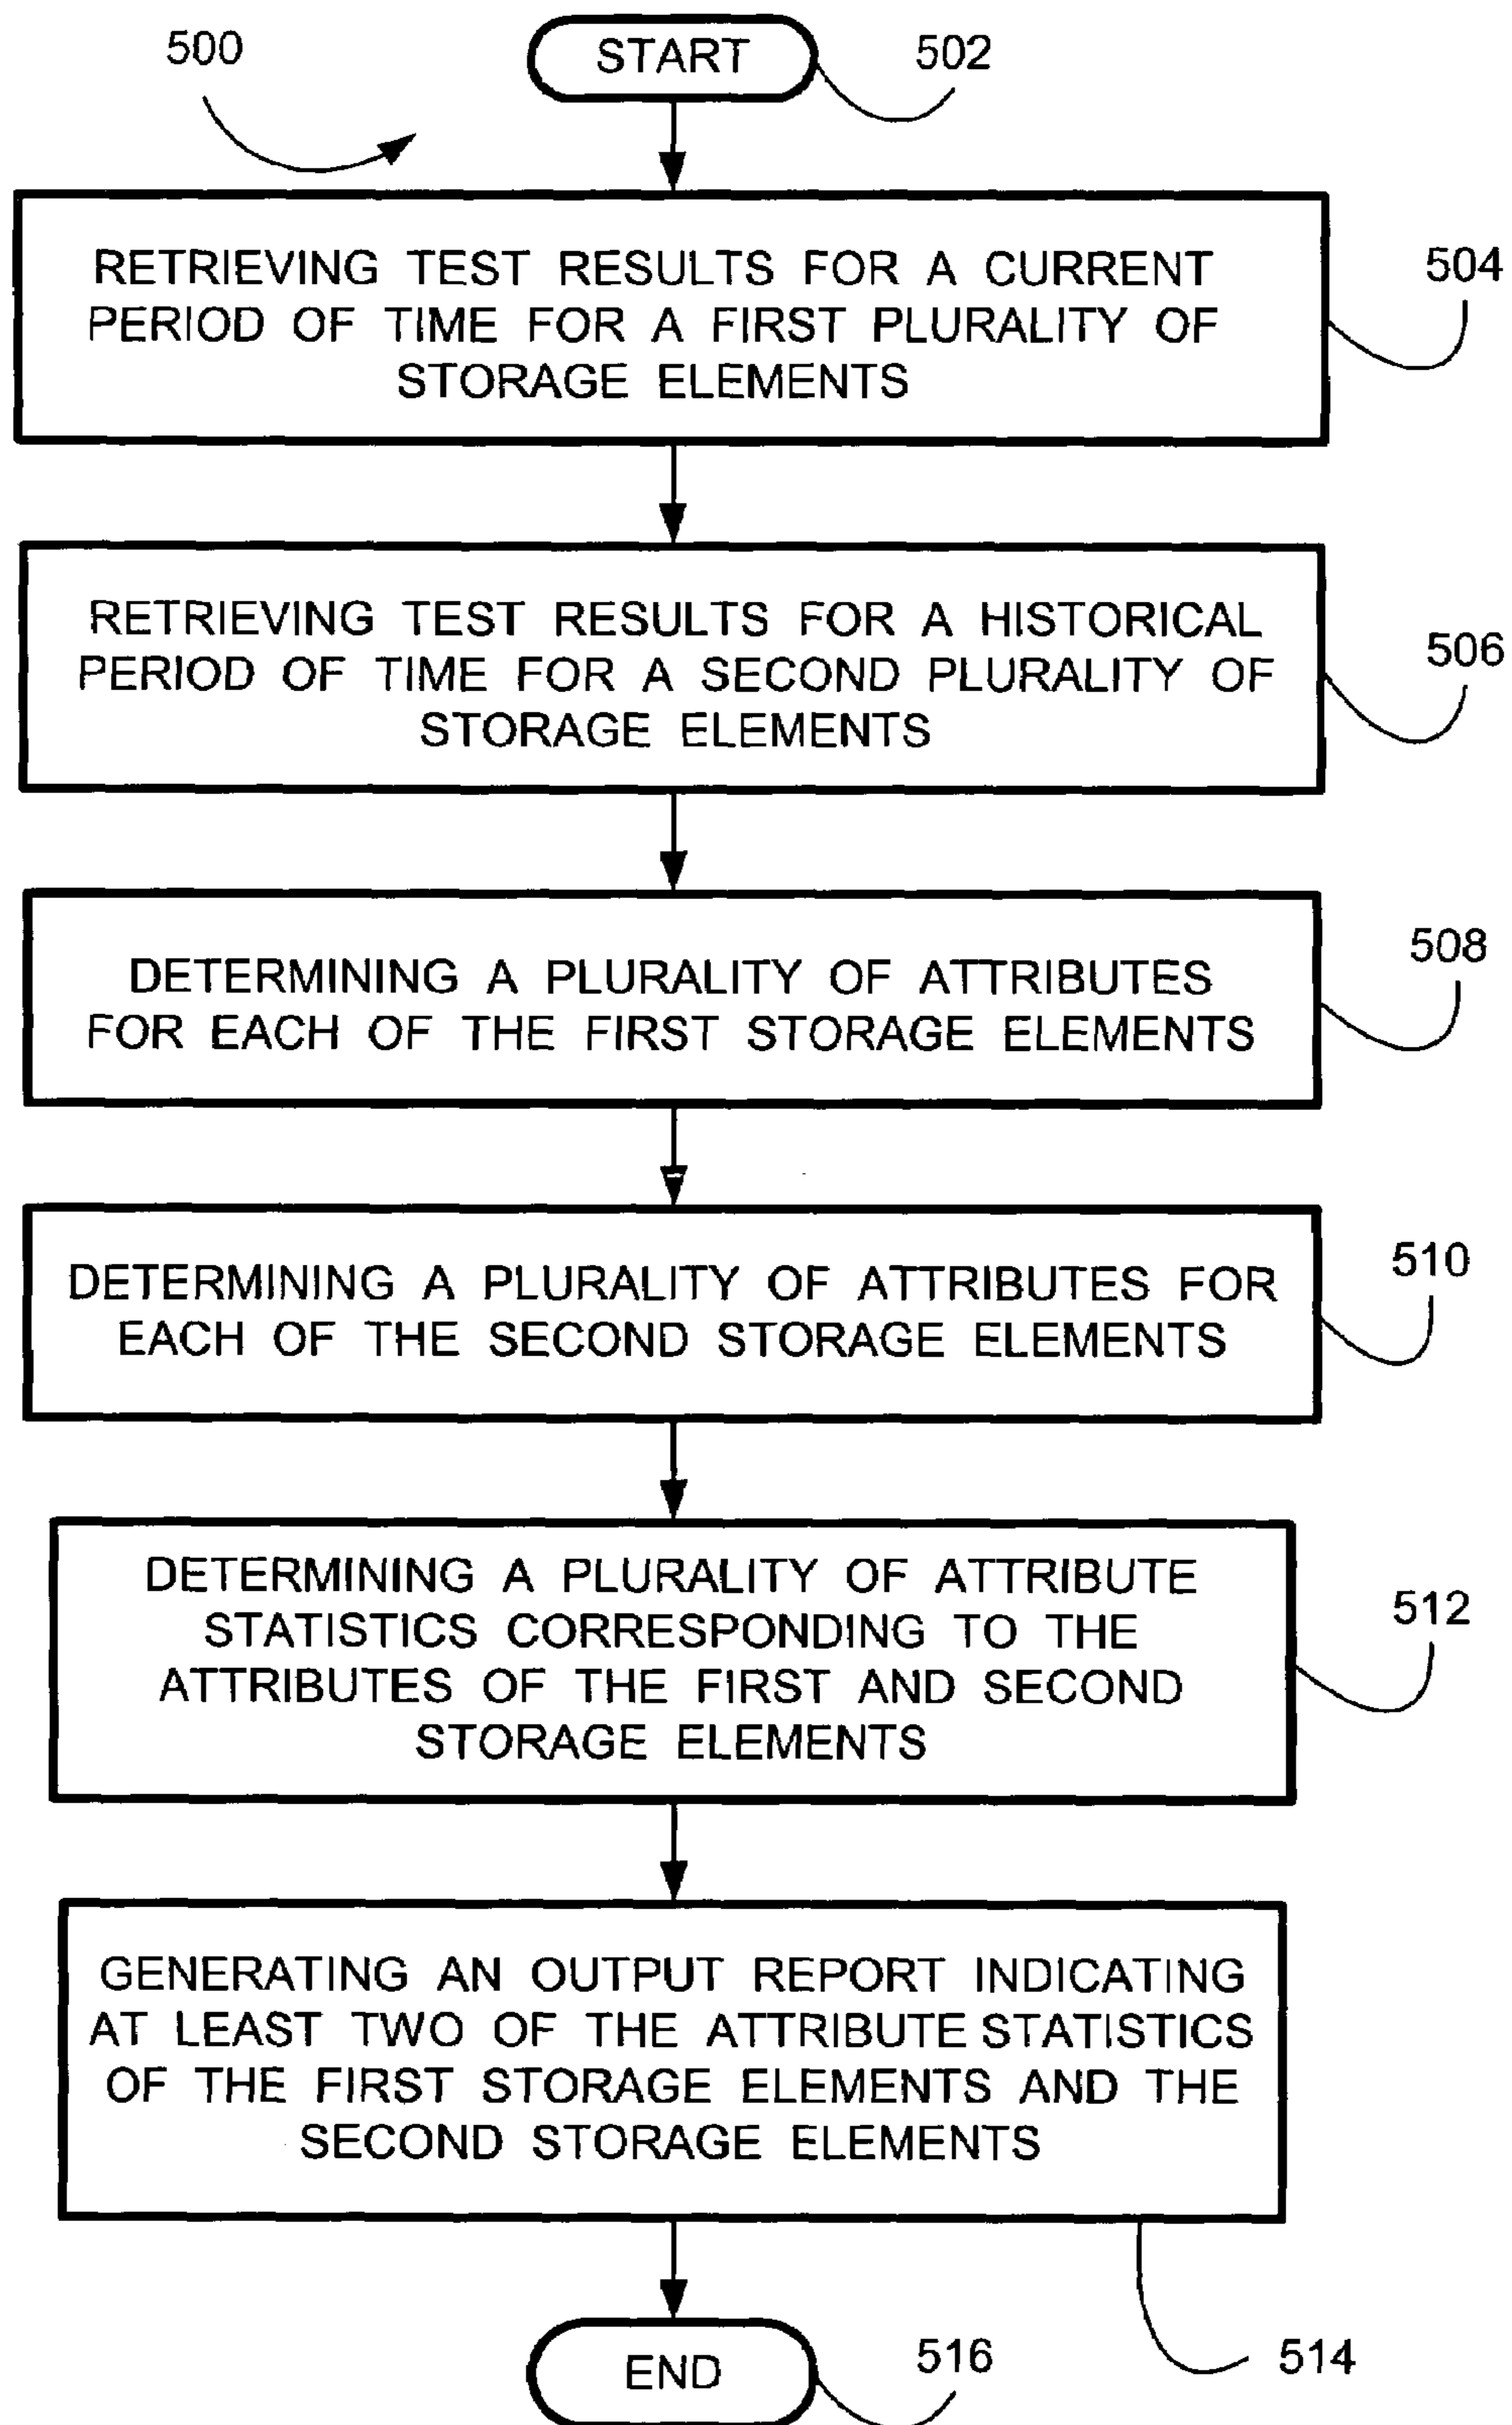 500
START
502
RETRIEVING TEST RESULTS FOR A CURRENT
PERIOD OF TIME FOR A FIRST PLURALITY OF
STORAGE ELEMENTS
504
RETRIEVING TEST RESULTS FOR A HISTORICAL
PERIOD OF TIME FOR A SECOND PLURALITY OF
STORAGE ELEMENTS
506
DETERMINING A PLURALITY OF ATTRIBUTES
FOR EACH OF THE FIRST STORAGE ELEMENTS
508
DETERMINING A PLURALITY OF ATTRIBUTES FOR
EACH OF THE SECOND STORAGE ELEMENTS
510
DETERMINING A PLURALITY OF ATTRIBUTE
STATISTICS CORRESPONDING TO THE
ATTRIBUTES OF THE FIRST AND SECOND
STORAGE ELEMENTS
512
GENERATING AN OUTPUT REPORT INDICATING
AT LEAST TWO OF THE ATTRIBUTE STATISTICS
OF THE FIRST STORAGE ELEMENTS AND THE
SECOND STORAGE ELEMENTS
514
END
516